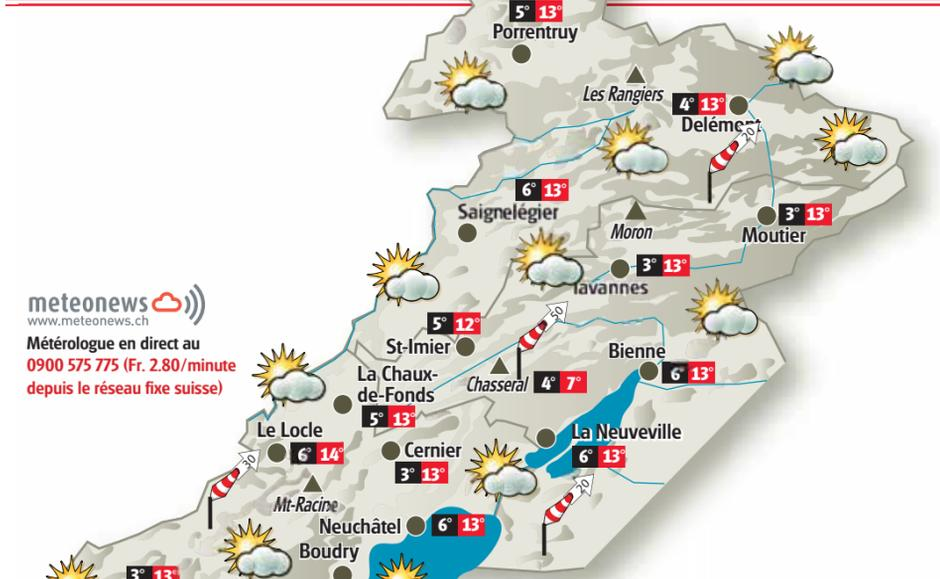 5° 13°
Porrentruy
Les Rangiers
4° 13°
Delémont
20
6° 13°
Saignelégier
Moron
3° 13°
Moutier
3° 13°
Tavannes
meteonews
www.meteonews.ch
Météorologue en direct au
0900 575 775 (Fr. 2.80/minute
depuis le réseau fixe suisse)
50
5° 12°
St-Imier
Bienne
6° 13°
Chasseral
4° 7°
La Chaux-
de-Fonds
5° 13°
Le Locle
6° 14°
30
Cernier
3° 13°
La Neuveville
6° 13°
20
Mt-Racine
Neuchâtel
6° 13°
Boudry
3° 13°